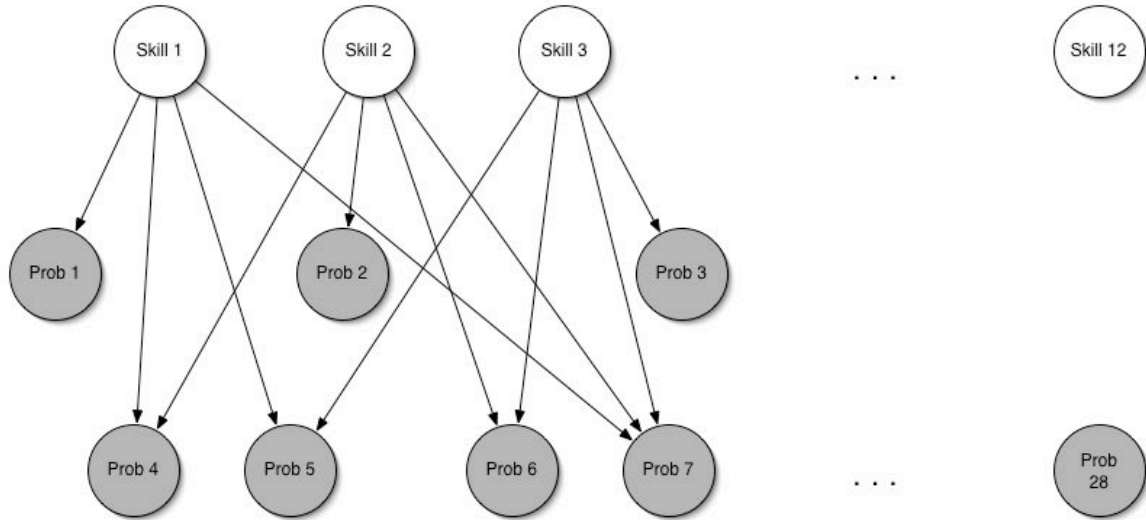 Skill 1
Skill 2
Skill 3
. . .
Skill 12
Prob 1
Prob 2
Prob 3
Prob 4
Prob 5
Prob 6
Prob 7
. . .
Prob
28